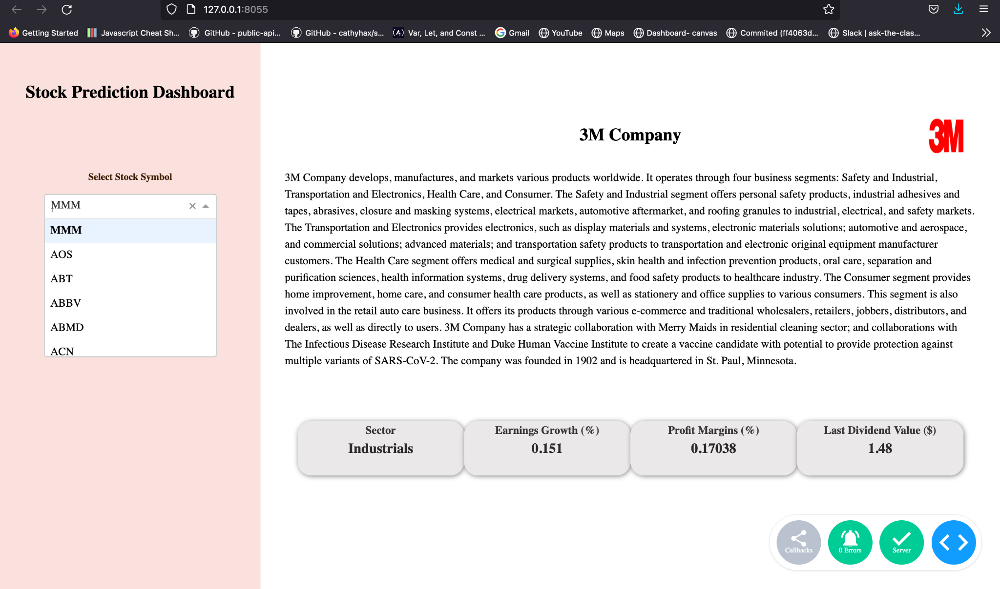 127.0.0.1:8055
Getting Started
Javascript Cheat Sh...
GitHub - public-api...
GitHub - cathyhax/s...
Var, Let, and Const ...
Gmail
YouTube
Maps
Dashboard- canvas
Commited (ff4063d...
Slack | ask-the-clas...
Stock Prediction Dashboard
Select Stock Symbol
MMM
MMM
AOS
ABT
ABBV
ABMD
ACN
3M Company
3M
3M Company develops, manufactures, and markets various products worldwide. It operates through four business segments: Safety and Industrial,
Transportation and Electronics, Health Care, and Consumer. The Safety and Industrial segment offers personal safety products, industrial adhesives and
tapes, abrasives, closure and masking systems, electrical markets, automotive aftermarket, and roofing granules to industrial, electrical, and safety markets.
The Transportation and Electronics provides electronics, such as display materials and systems, electronic materials solutions; automotive and aerospace,
and commercial solutions; advanced materials; and transportation safety products to transportation and electronic original equipment manufacturer
customers. The Health Care segment offers medical and surgical supplies, skin health and infection prevention products, oral care, separation and
purification sciences, health information systems, drug delivery systems, and food safety products to healthcare industry. The Consumer segment provides
home improvement, home care, and consumer health care products, as well as stationery and office supplies to various consumers. This segment is also
involved in the retail auto care business. It offers its products through various e-commerce and traditional wholesalers, retailers, jobbers, distributors, and
dealers, as well as directly to users. 3M Company has a strategic collaboration with Merry Maids in residential cleaning sector; and collaborations with
The Infectious Disease Research Institute and Duke Human Vaccine Institute to create a vaccine candidate with potential to provide protection against
multiple variants of SARS-CoV-2. The company was founded in 1902 and is headquartered in St. Paul, Minnesota.
Sector
Industrials
Earnings Growth (%)
0.151
Profit Margins (%)
0.17038
Last Dividend Value ($)
1.48
Callbacks
0 Errors
Server